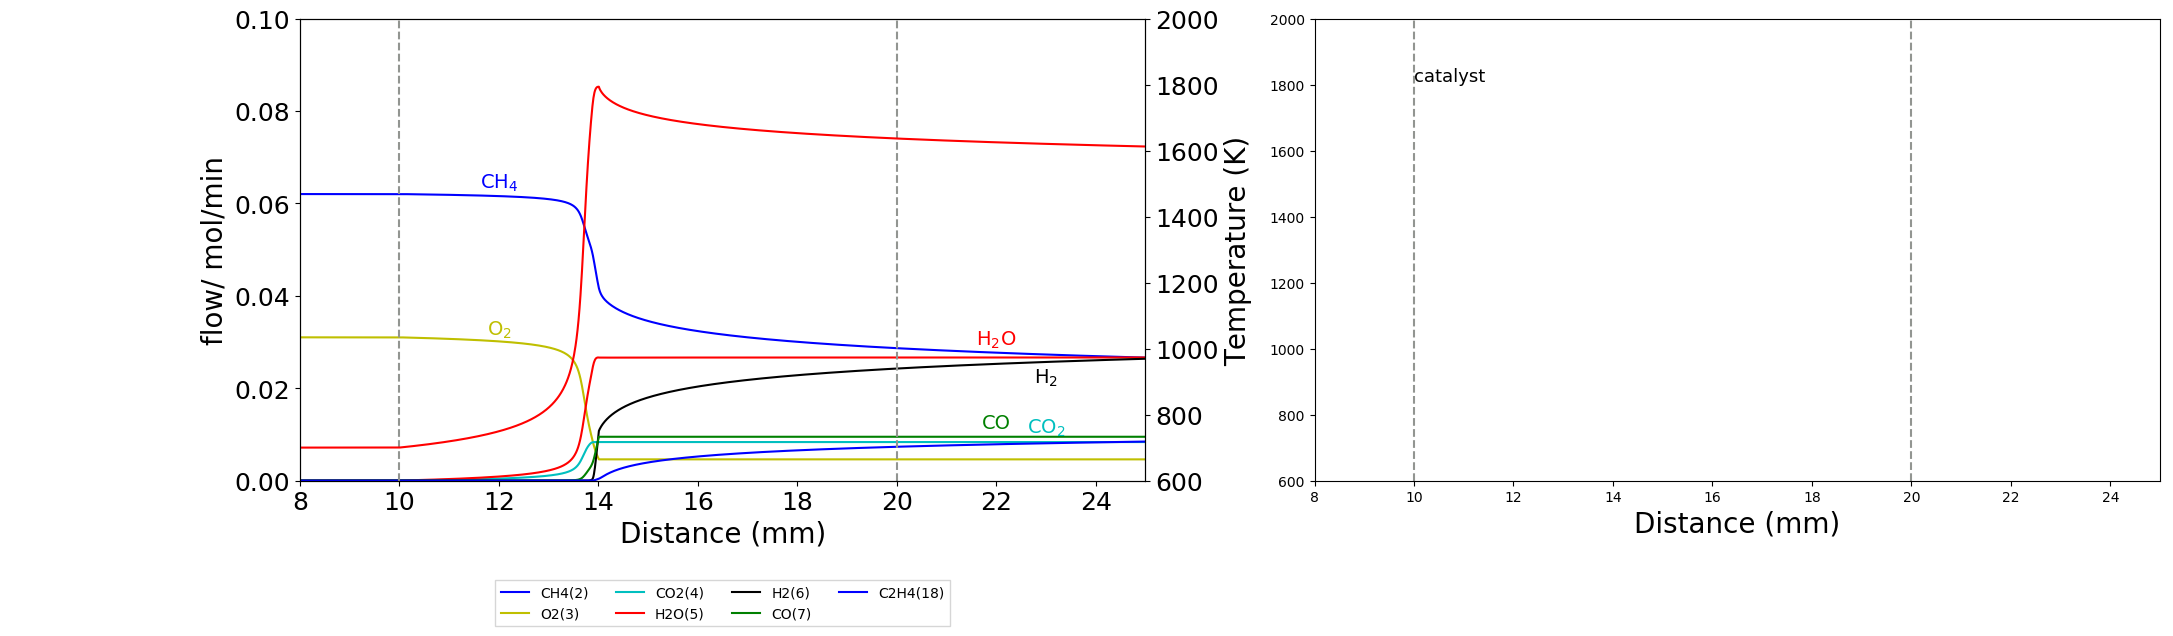 0.10
0.08
0.06
0.04
0.02
0.00
flow/ mol/min
8 10 12 14 16 18 20 22 24
Distance (mm)
2000
1800
1600
1400
1200
1000
800
600
Temperature (K)
CH₄
O₂
H₂O
H₂
CO
CO₂
CH4(2) CO2(4) H2(6) C2H4(18)
O2(3) H2O(5) CO(7)
2000
1800
1600
1400
1200
1000
800
600
catalyst
8 10 12 14 16 18 20 22 24
Distance (mm)